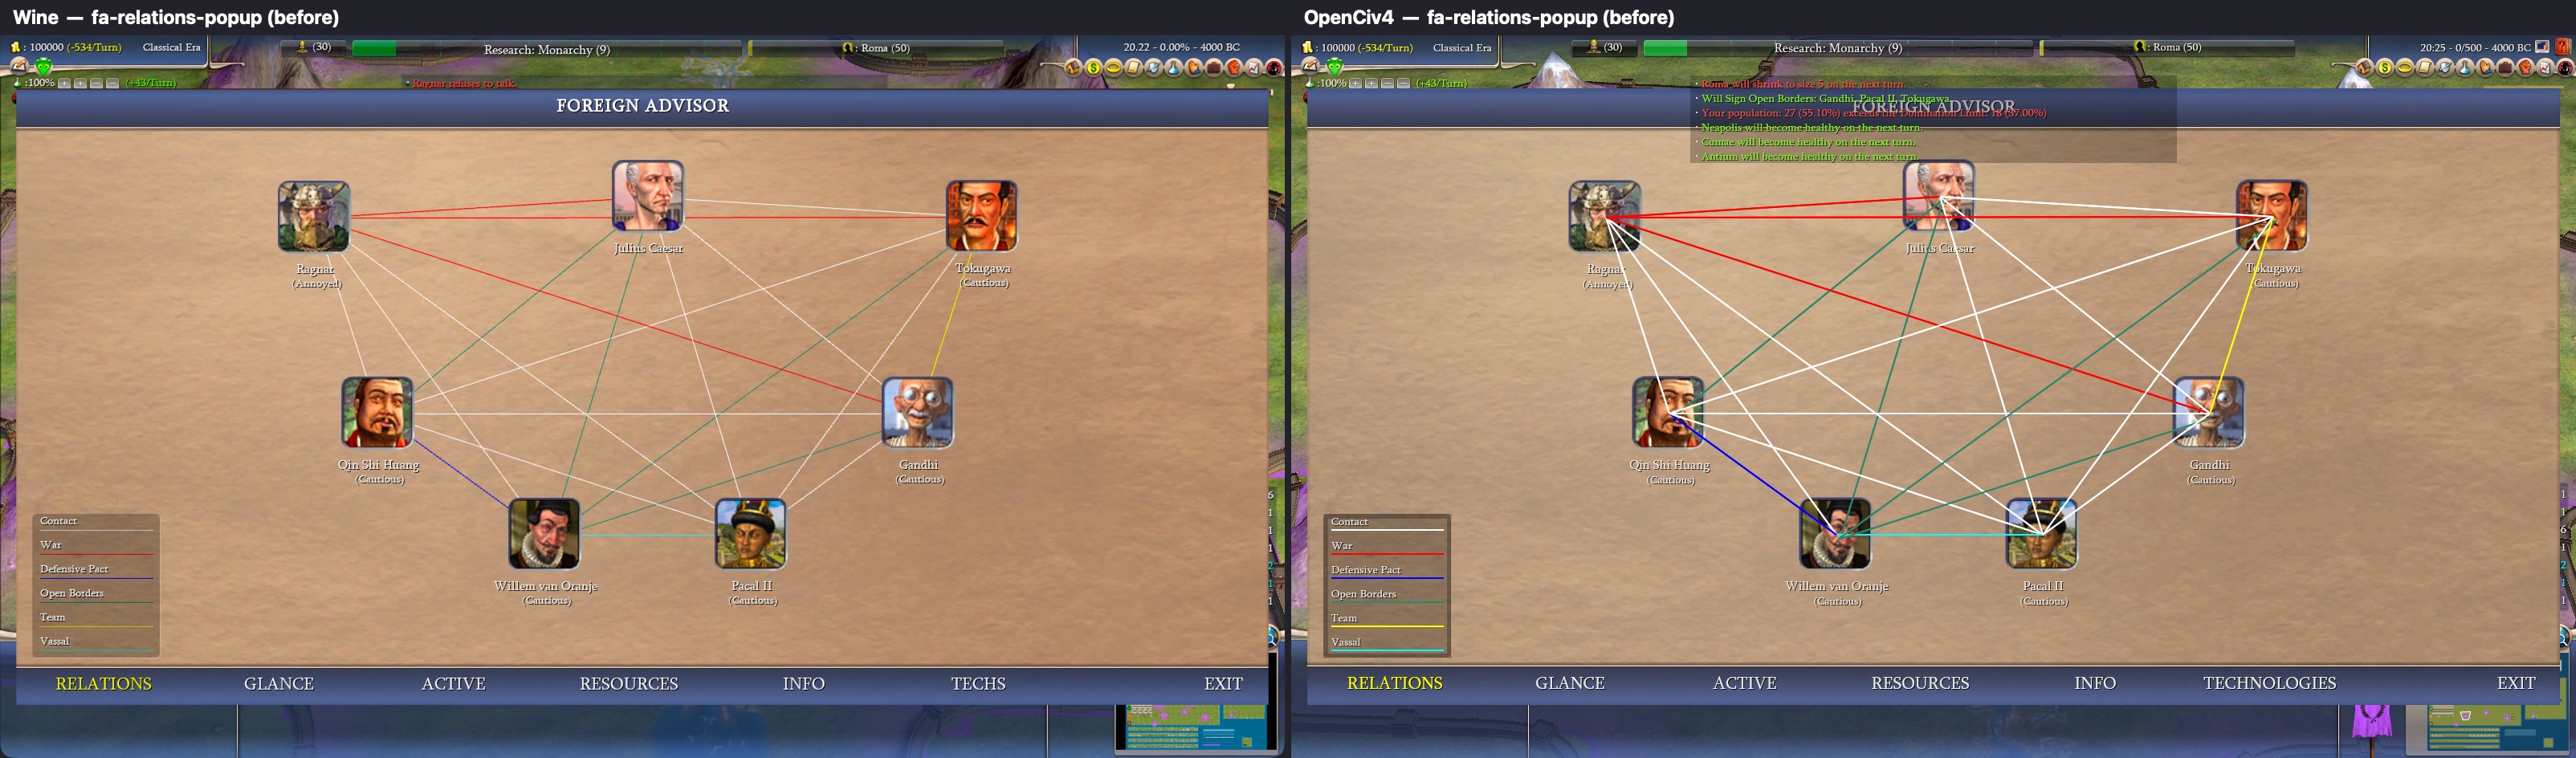 Wine — fa-relations-popup (before)
: 100000 (-534/Turn)
Classical Era
(30)
Research: Monarchy (9)
: Roma (50)
20.22 - 0.00% - 4000 BC
:100%
(+43/Turn)
• Ragnar refuses to talk.
FOREIGN ADVISOR
Ragnar
(Annoyed)
Julius Caesar
Tokugawa
(Cautious)
Qin Shi Huang
(Cautious)
Gandhi
(Cautious)
Willem van Oranje
(Cautious)
Pacal II
(Cautious)
Contact
War
Defensive Pact
Open Borders
Team
Vassal
6
1
1
1
2
1
1
RELATIONS
GLANCE
ACTIVE
RESOURCES
INFO
TECHS
EXIT
OpenCiv4 — fa-relations-popup (before)
: 100000 (-534/Turn)
Classical Era
(30)
Research: Monarchy (9)
: Roma (50)
20:25 - 0/500 - 4000 BC
:100%
(+43/Turn)
• Roma will shrink to size 5 on the next turn.
• Will Sign Open Borders: Gandhi, Pacal II, Tokugawa
FOREIGN ADVISOR
• Your population: 27 (55.10%) exceeds the Domination Limit: 18 (37.00%)
• Neapolis will become healthy on the next turn.
• Cumae will become healthy on the next turn.
• Antium will become healthy on the next turn.
Ragnar
(Annoyed)
Julius Caesar
Tokugawa
(Cautious)
Qin Shi Huang
(Cautious)
Gandhi
(Cautious)
Willem van Oranje
(Cautious)
Pacal II
(Cautious)
Contact
War
Defensive Pact
Open Borders
Team
Vassal
RELATIONS
GLANCE
ACTIVE
RESOURCES
INFO
TECHNOLOGIES
EXIT